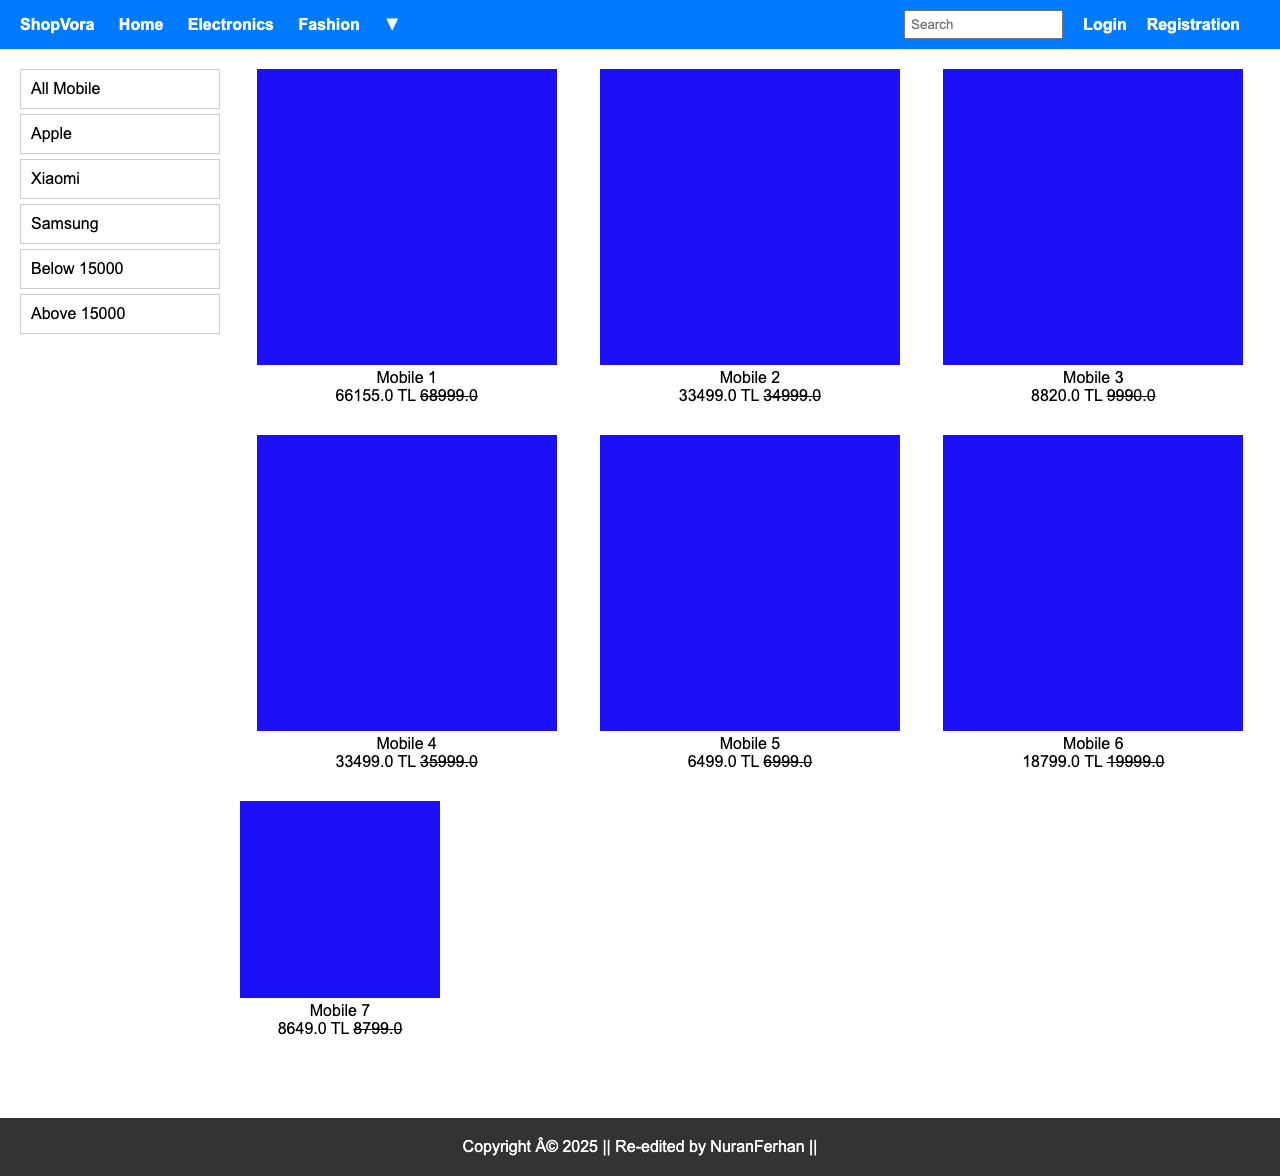 ShopVora Home Electronics Fashion ▼ Search Login Registration
All Mobile
Apple
Xiaomi
Samsung
Below 15000
Above 15000
Mobile 1
66155.0 TL 68999.0
Mobile 2
33499.0 TL 34999.0
Mobile 3
8820.0 TL 9990.0
Mobile 4
33499.0 TL 35999.0
Mobile 5
6499.0 TL 6999.0
Mobile 6
18799.0 TL 19999.0
Mobile 7
8649.0 TL 8799.0
Copyright Â© 2025 || Re-edited by NuranFerhan ||